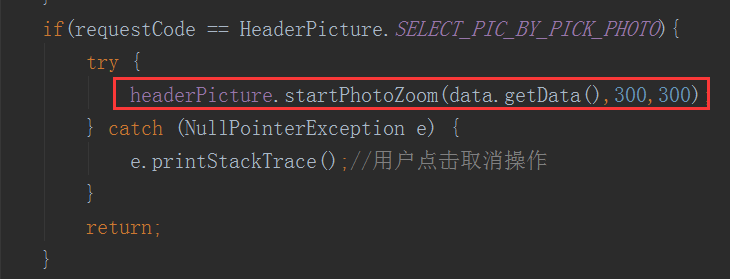 }
if(requestCode == HeaderPicture.SELECT_PIC_BY_PICK_PHOTO){
try {
headerPicture.startPhotoZoom(data.getData(),300,300)
} catch (NullPointerException e) {
e.printStackTrace();//用户点击取消操作
}
return;
}